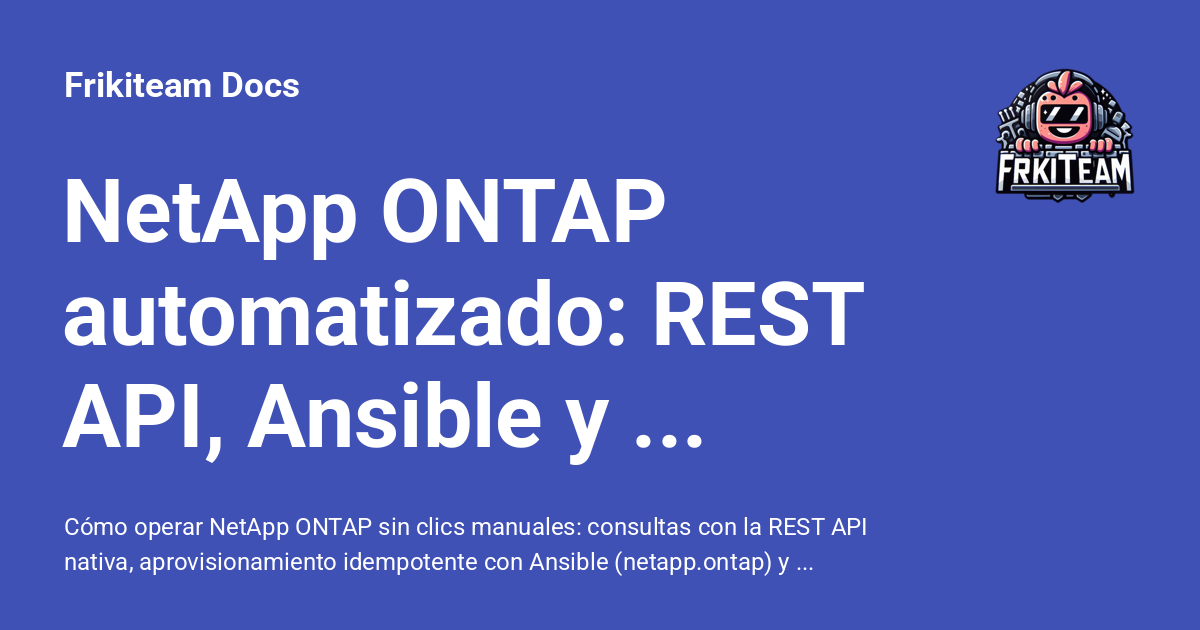 Frikiteam Docs
FRKITEAM
NetApp ONTAP
automatizado: REST
API, Ansible y ...
Cómo operar NetApp ONTAP sin clics manuales: consultas con la REST API
nativa, aprovisionamiento idempotente con Ansible (netapp.ontap) y ...